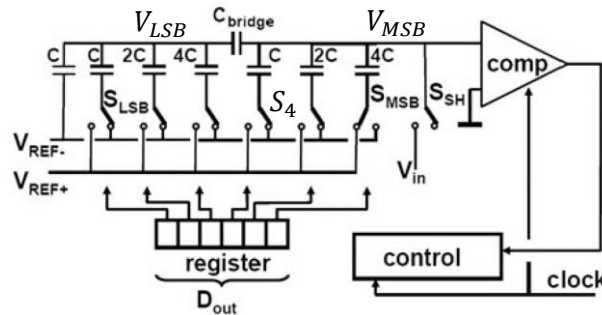 V_LSB C_bridge V_MSB
C C 2C 4C C 2C 4C comp
S_LSB S_4 S_MSB S_SH
V_REF-
V_REF+ V_in
register control
D_out clock